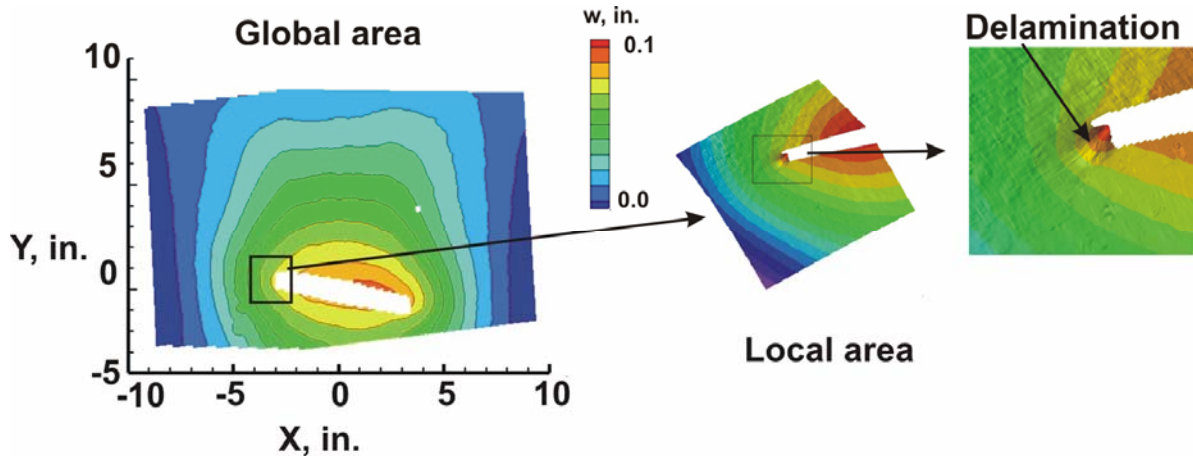 Global area
w, in.
0.1
0.0
Delamination
10
5
0
-5
Y, in.
-10
-5
0
5
10
X, in.
Local area